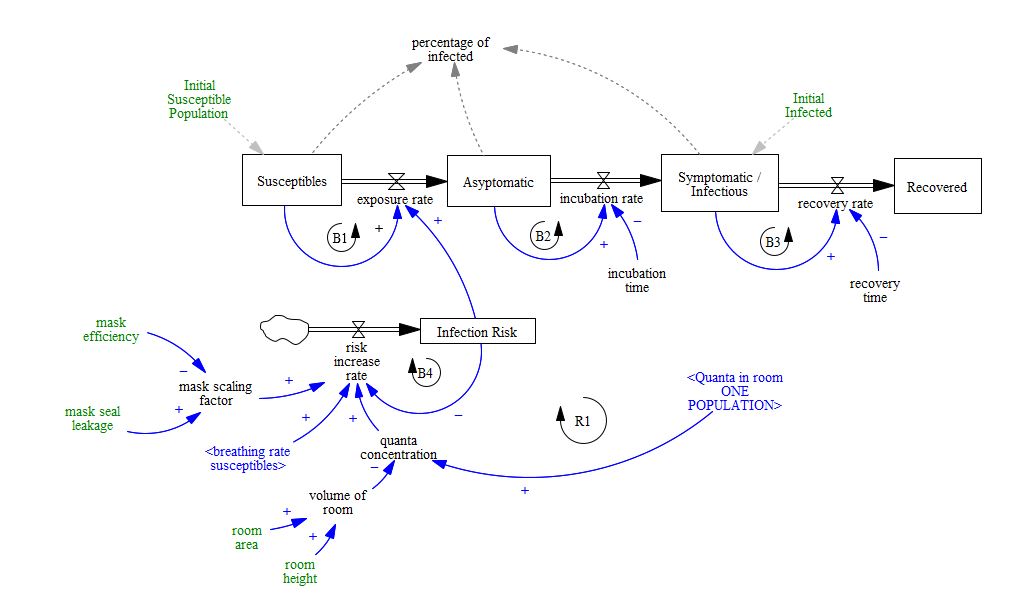 percentage of
infected
Initial
Susceptible
Population
Initial
Infected
Susceptibles
exposure rate
Asyptomatic
incubation rate
Symptomatic /
Infectious
recovery rate
Recovered
+
+
B1
B2
+
−
B3
+
−
incubation
time
recovery
time
mask
efficiency
Infection Risk
risk
increase
rate
B4
−
mask scaling
factor
+
+
mask seal
leakage
+
+
−
<Quanta in room
ONE
POPULATION>
R1
<breathing rate
susceptibles>
quanta
concentration
−
+
volume of
room
+
room
area
+
room
height